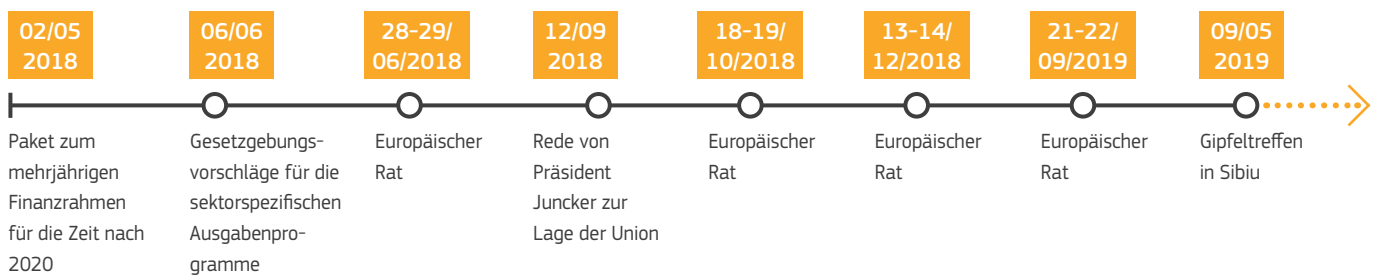 02/05
2018
Paket zum
mehrjährigen
Finanzrahmen
für die Zeit nach
2020
06/06
2018
Gesetzgebungs-
vorschläge für die
sektorspezifischen
Ausgabenpro-
gramme
28-29/
06/2018
Europäischer
Rat
12/09
2018
Rede von
Präsident
Juncker zur
Lage der Union
18-19/
10/2018
Europäischer
Rat
13-14/
12/2018
Europäischer
Rat
21-22/
09/2019
Europäischer
Rat
09/05
2019
Gipfeltreffen
in Sibiu